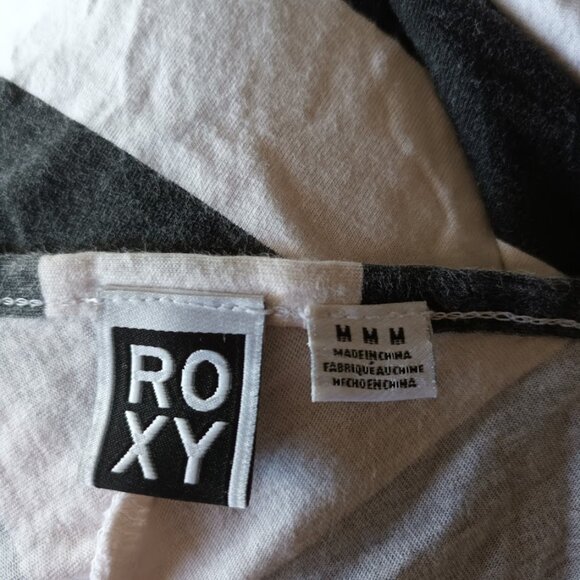 RO
XY
M M M
MADE IN CHINA
FABRIQUE AU CHINE
HECHO EN CHINA